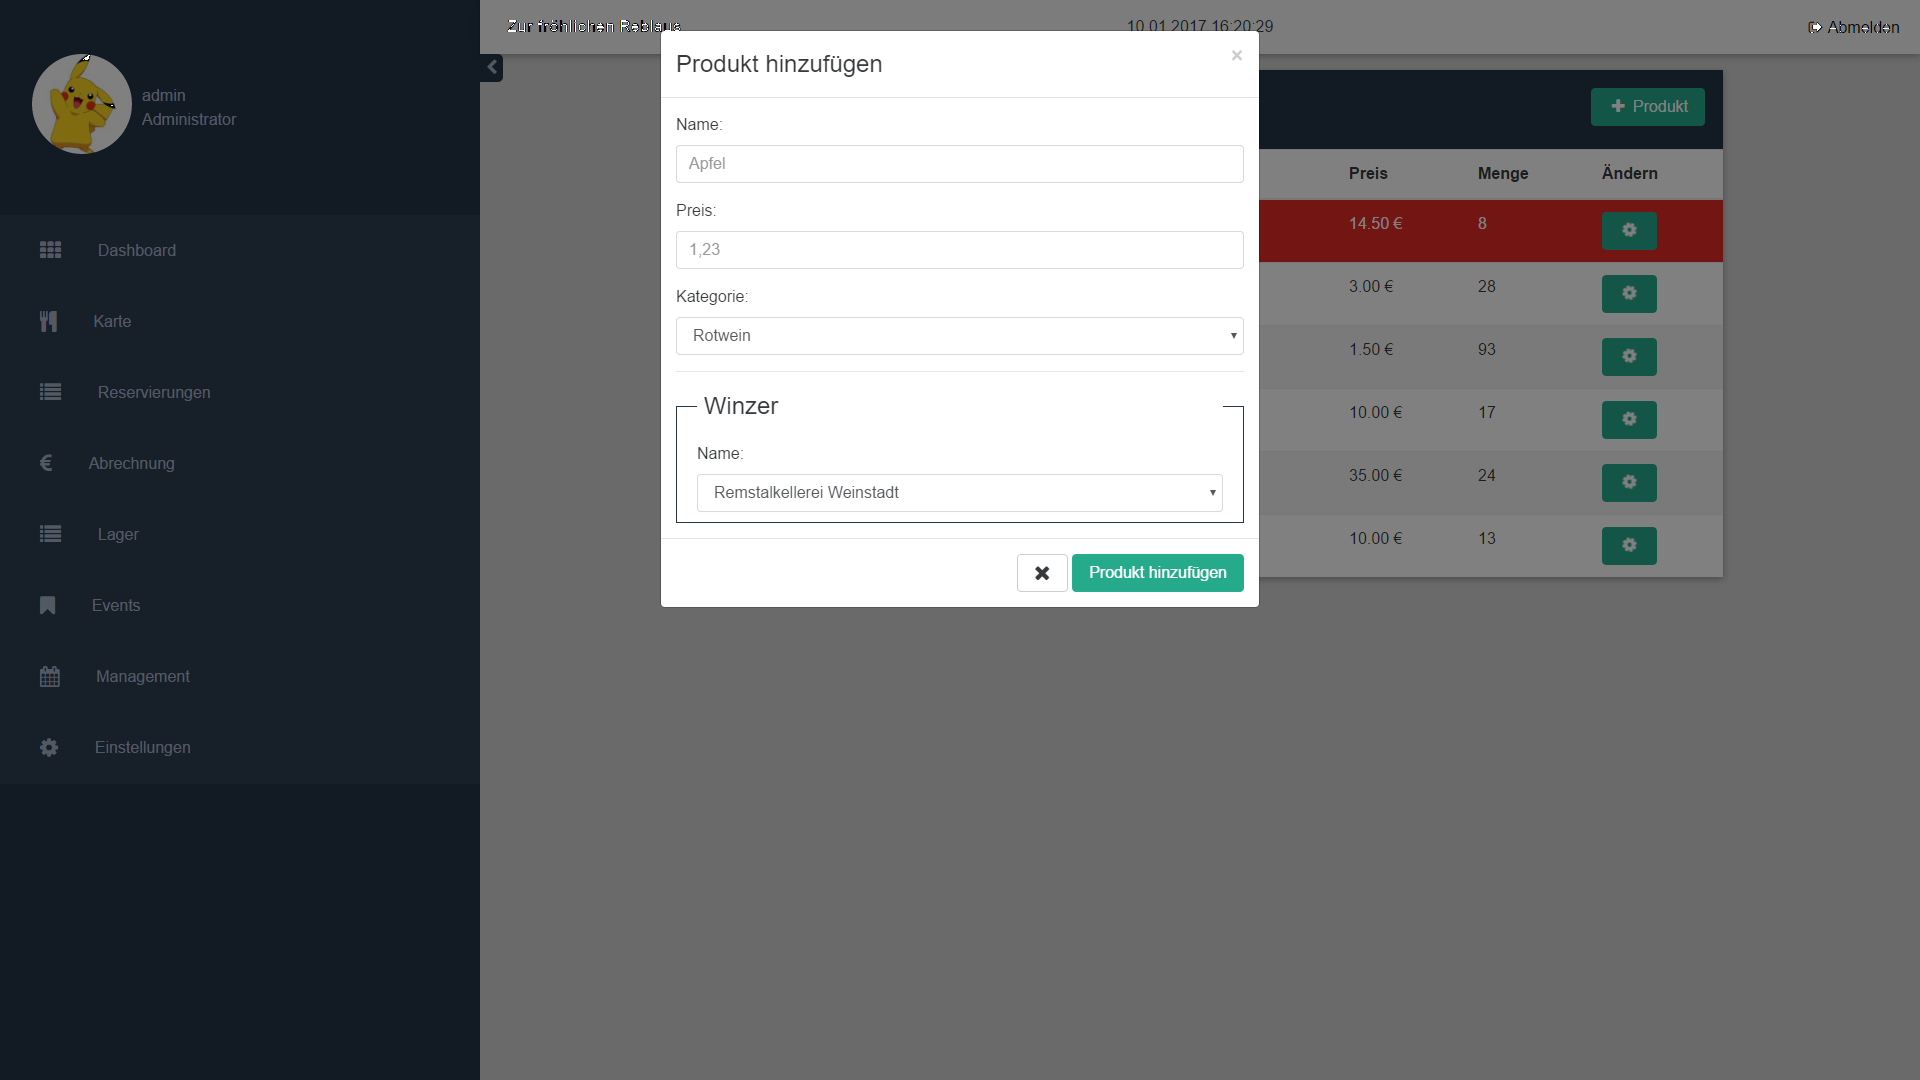 Zur fröhlichen Reblaus
10.01.2017 16:20:29
Abmelden
admin
Administrator
Dashboard
Karte
Reservierungen
Abrechnung
Lager
Events
Management
Einstellungen
Produkt hinzufügen ×
Name:
Apfel
Preis:
1,23
Kategorie:
Rotwein
Winzer
Name:
Remstalkellerei Weinstadt
Produkt hinzufügen
Produkt
Preis Menge Ändern
14.50 € 8
3.00 € 28
1.50 € 93
10.00 € 17
35.00 € 24
10.00 € 13